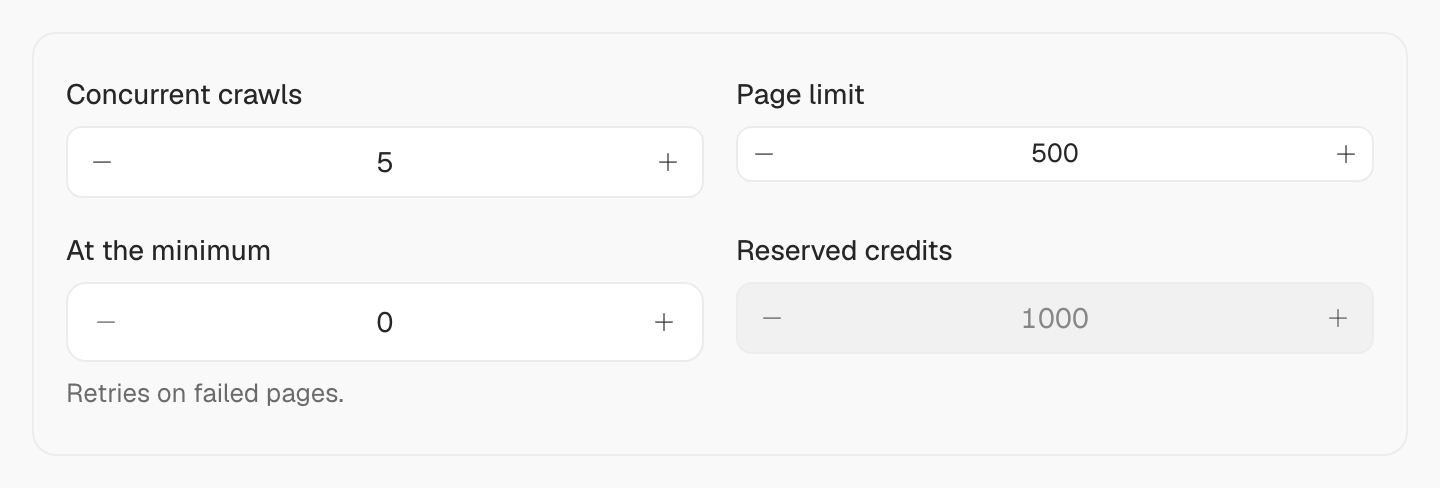 Concurrent crawls
Page limit
− 5 +
− 500 +
At the minimum
Reserved credits
− 0 +
− 1000 +
Retries on failed pages.